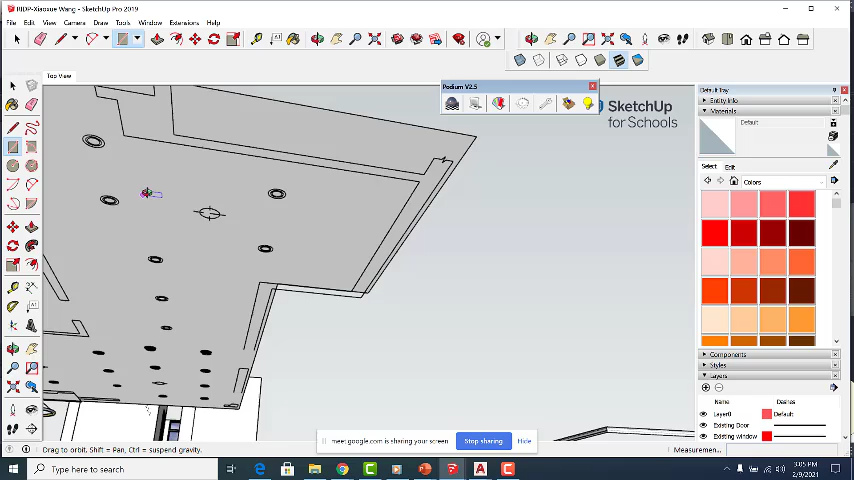 RIDP-Xiaoxue Wang - SketchUp Pro 2019
File Edit View Camera Draw Tools Window Extensions Help
Top View
Podium V2.5
SketchUp
for Schools
Default Tray
Entity Info
Materials
Default
Select Edit
Colors
Components
Styles
Layers
Name Dashes
Layer0 Default
Existing Door
Existing window
Drag to orbit. Shift = Pan, Ctrl = suspend gravity.
meet.google.com is sharing your screen. Stop sharing Hide
Measuremen...
Type here to search
3:05 PM
2/9/2021